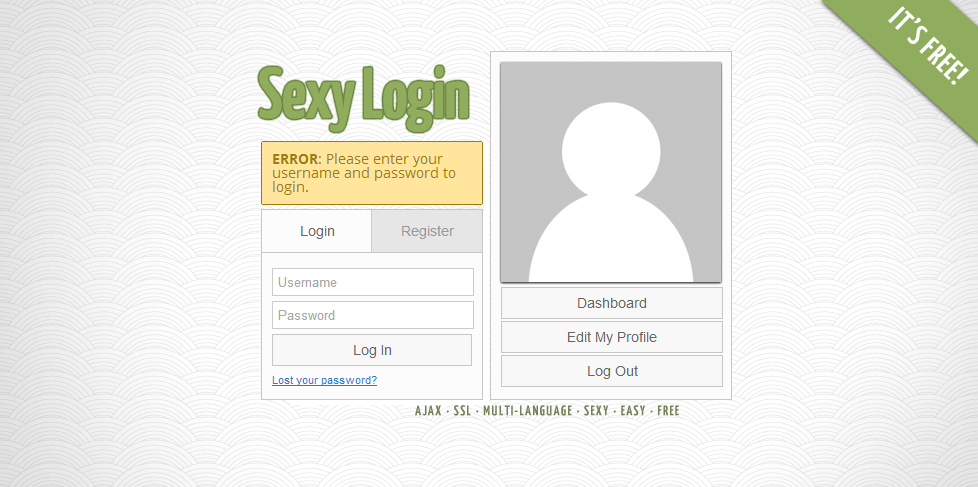 IT'S FREE!
Sexy Login
ERROR: Please enter your
username and password to
login.
Login
Register
Username
Password
Log In
Lost your password?
Dashboard
Edit My Profile
Log Out
AJAX · SSL · MULTI-LANGUAGE · SEXY · EASY · FREE